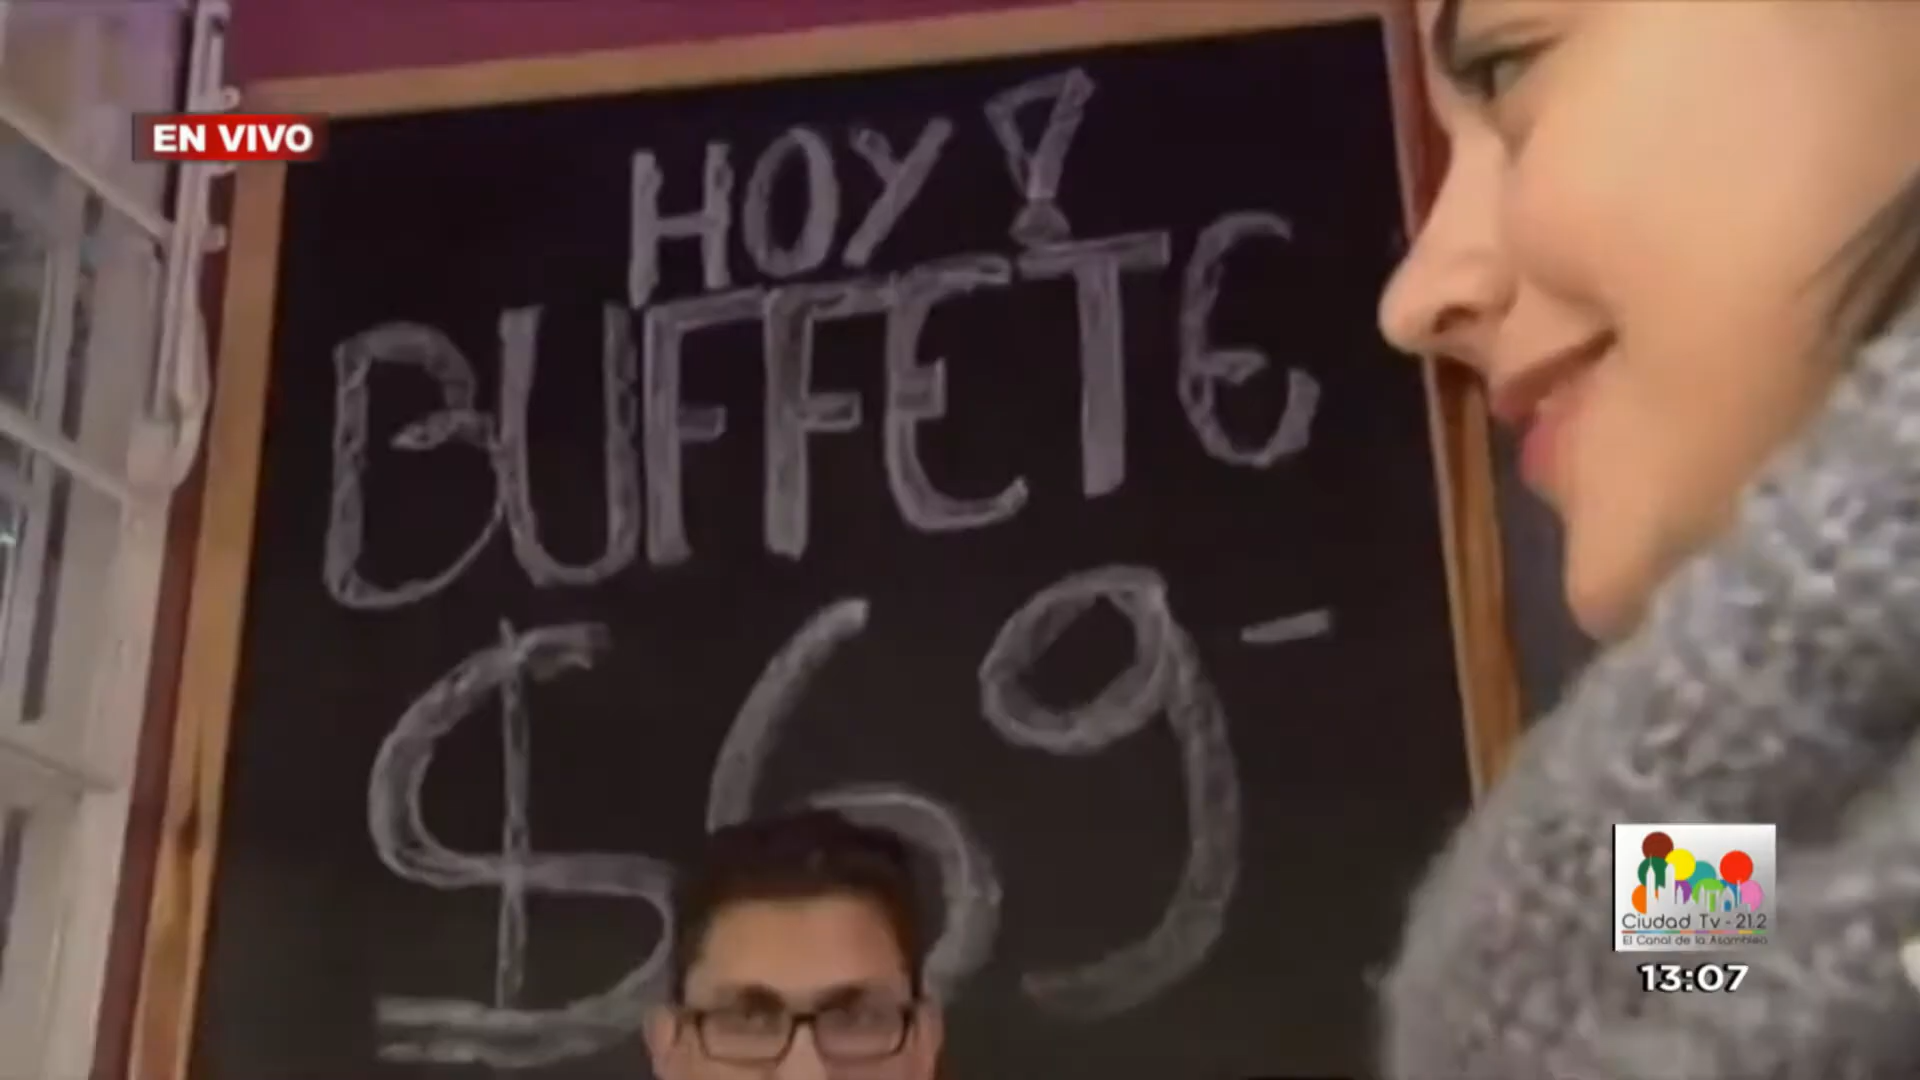 EN VIVO
HOY!
BUFFETE
$69-
Ciudad Tv - 21.2
El Canal de la Asamblea
13:07